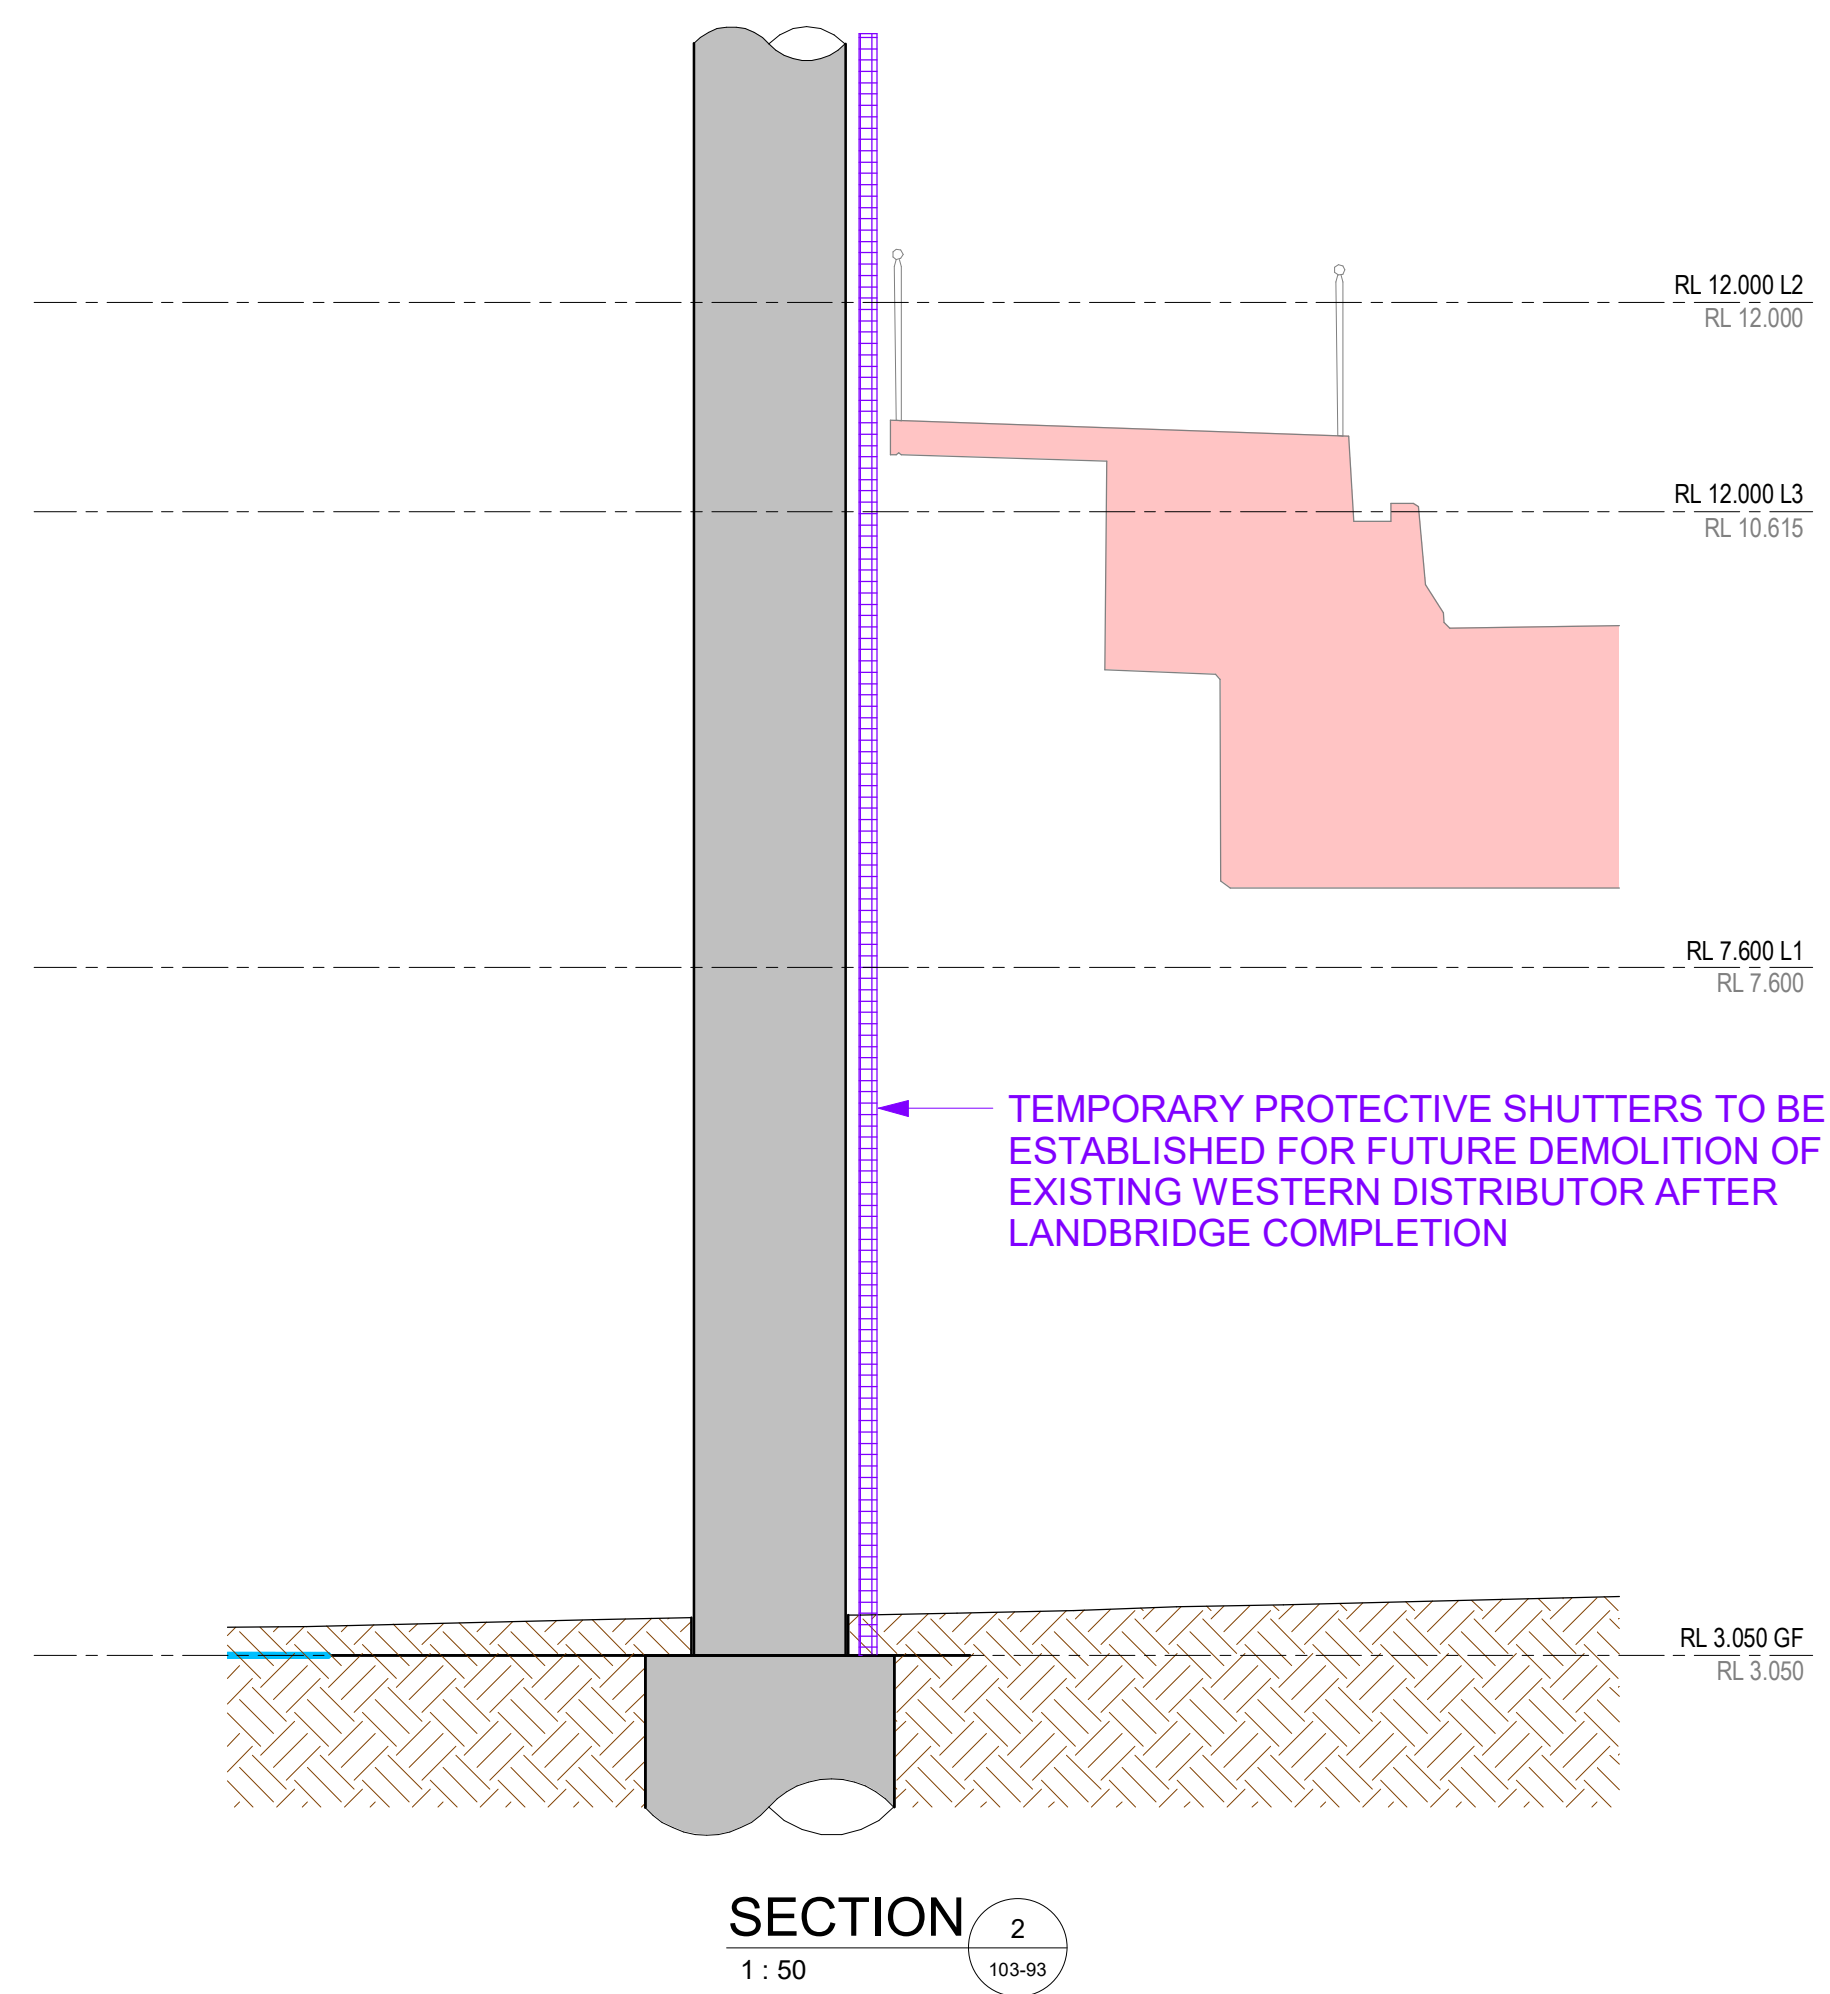 RL 12.000 L2
RL 12.000
RL 12.000 L3
RL 10.615
RL 7.600 L1
RL 7.600
TEMPORARY PROTECTIVE SHUTTERS TO BE
ESTABLISHED FOR FUTURE DEMOLITION OF
EXISTING WESTERN DISTRIBUTOR AFTER
LANDBRIDGE COMPLETION
RL 3.050 GF
RL 3.050
SECTION
2
1 : 50
103-93